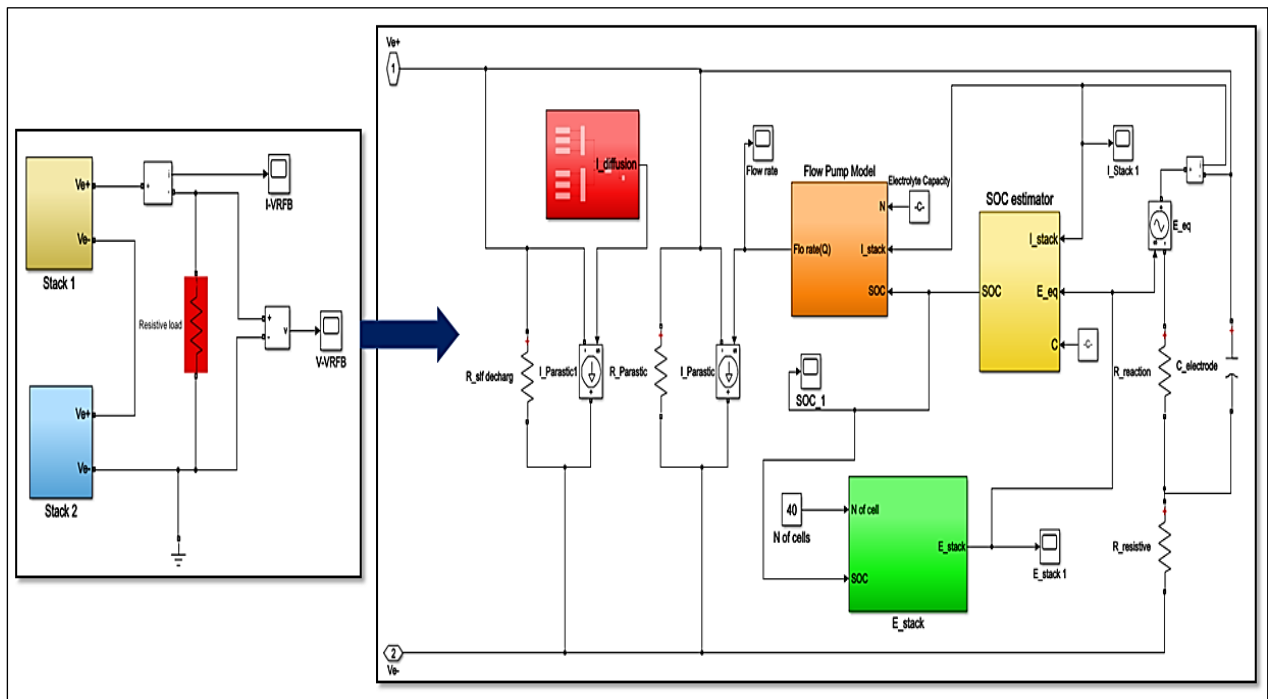 Ve+
Ve-
Stack 1
+
-
i
I-VRFB
Resistive load
+
-
v
V-VRFB
Ve+
Ve-
Stack 2
Ve+
1
I_diffusion
Flow rate
Flow Pump Model
N
Flo rate(Q)
I_stack
SOC
Electrolyte Capacity
-C-
SOC estimator
I_stack
SOC
E_eq
C
-C-
I_Stack 1
E_eq
R_slf decharg
I_Parastic1
R_Parastic
I_Parastic
SOC_1
R_reaction
C_electrode
40
N of cells
N of cell
E_stack
SOC
E_stack
E_stack 1
R_resistive
2
Ve-